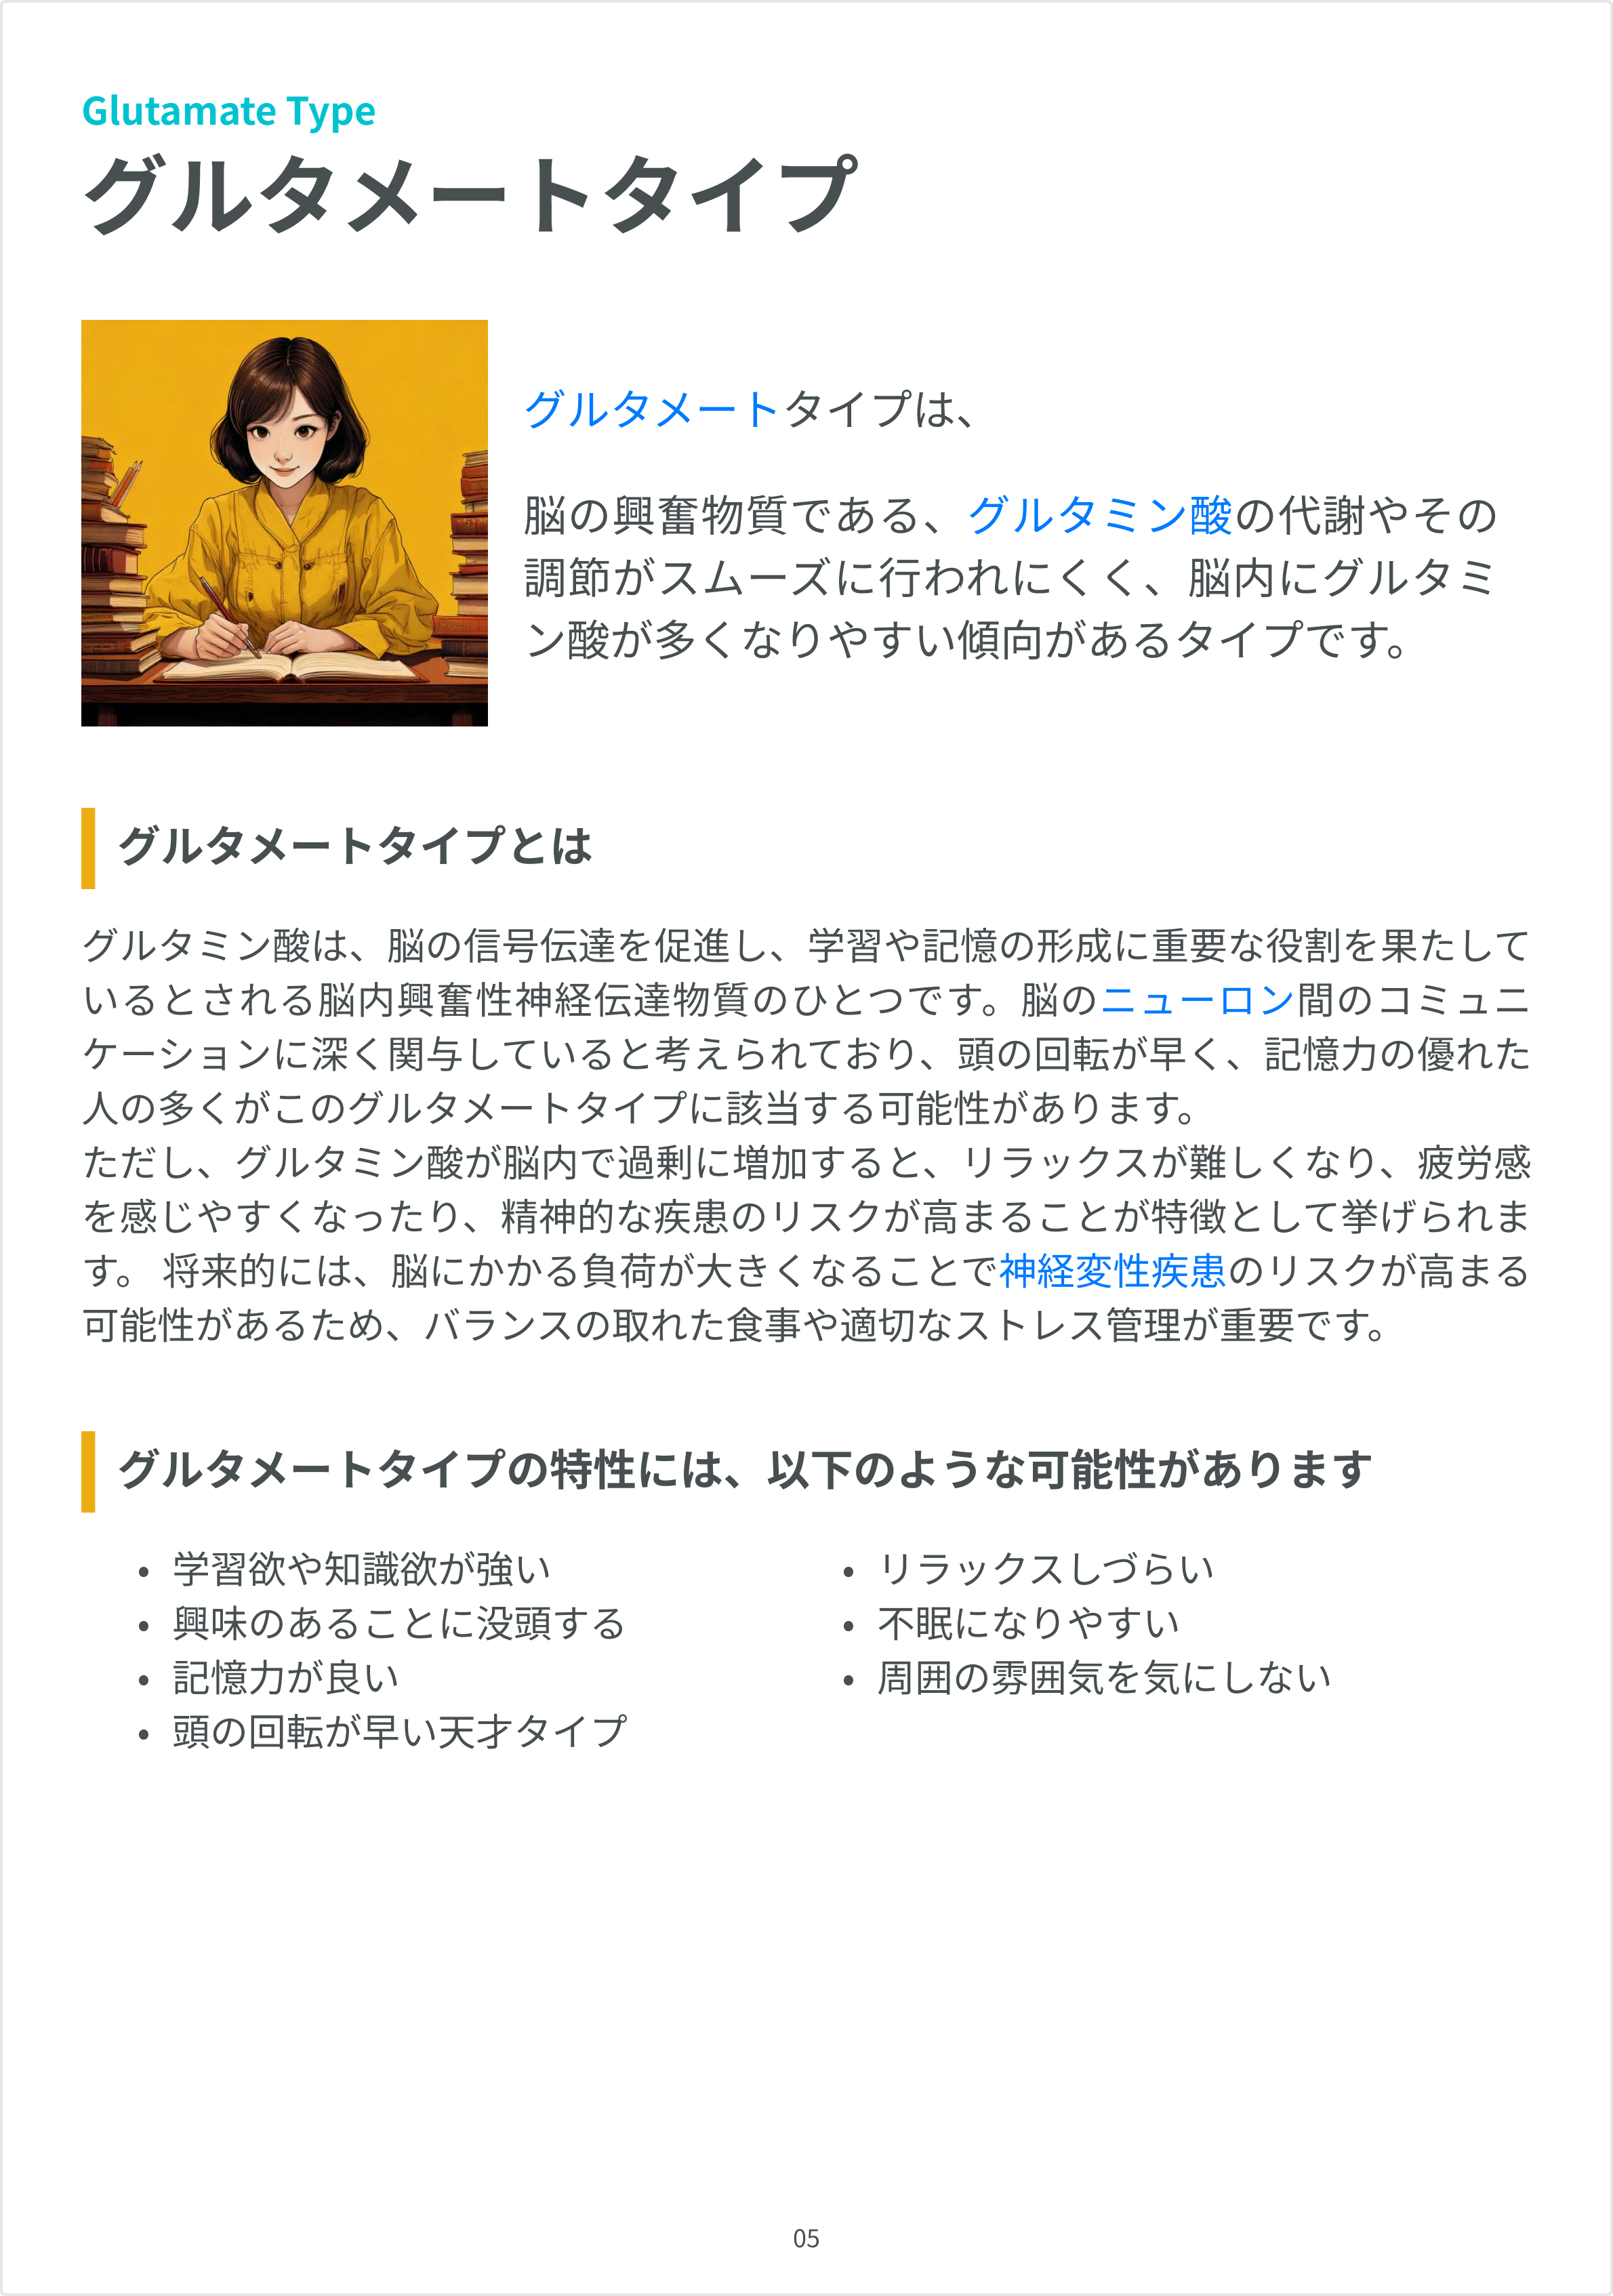 Glutamate Type
グルタメートタイプ
グルタメートタイプは、
脳の興奮物質である、グルタミン酸の代謝やその
調節がスムーズに行われにくく、脳内にグルタミ
ン酸が多くなりやすい傾向があるタイプです。
グルタメートタイプとは
グルタミン酸は、脳の信号伝達を促進し、学習や記憶の形成に重要な役割を果たして
いるとされる脳内興奮性神経伝達物質のひとつです。脳のニューロン間のコミュニ
ケーションに深く関与していると考えられており、頭の回転が早く、記憶力の優れた
人の多くがこのグルタメートタイプに該当する可能性があります。
ただし、グルタミン酸が脳内で過剰に増加すると、リラックスが難しくなり、疲労感
を感じやすくなったり、精神的な疾患のリスクが高まることが特徴として挙げられま
す。 将来的には、脳にかかる負荷が大きくなることで神経変性疾患のリスクが高まる
可能性があるため、バランスの取れた食事や適切なストレス管理が重要です。
グルタメートタイプの特性には、以下のような可能性があります
• 学習欲や知識欲が強い
• 興味のあることに没頭する
• 記憶力が良い
• 頭の回転が早い天才タイプ
• リラックスしづらい
• 不眠になりやすい
• 周囲の雰囲気を気にしない
05